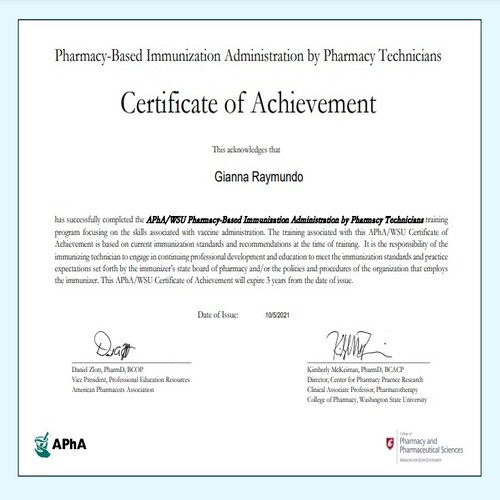 Pharmacy-Based Immunization Administration by Pharmacy Technicians
Certificate of Achievement
This acknowledges that
Gianna Raymundo
has successfully completed the APhA/WSU Pharmacy-Based Immunization Administration by Pharmacy Technicians training
program focusing on the skills associated with vaccine administration. The training associated with this APhA/WSU Certificate of
Achievement is based on current immunization standards and recommendations at the time of training. It is the responsibility of the
immunizing technician to engage in continuing professional development and education to meet the immunization standards and practice
expectations set forth by the immunizer's state board of pharmacy and/or the policies and procedures of the organization that employs
the immunizer. This APhA/WSU Certificate of Achievement will expire 3 years from the date of issue.
Date of Issue: 10/5/2021
Daniel Zlott, PharmD, BCOP
Vice President, Professional Education Resources
American Pharmacists Association
Kimberly McKeirnan, PharmD, BCACP
Director, Center for Pharmacy Practice Research
Clinical Associate Professor, Pharmacotherapy
College of Pharmacy, Washington State University
APhA
College of
Pharmacy and
Pharmaceutical Sciences